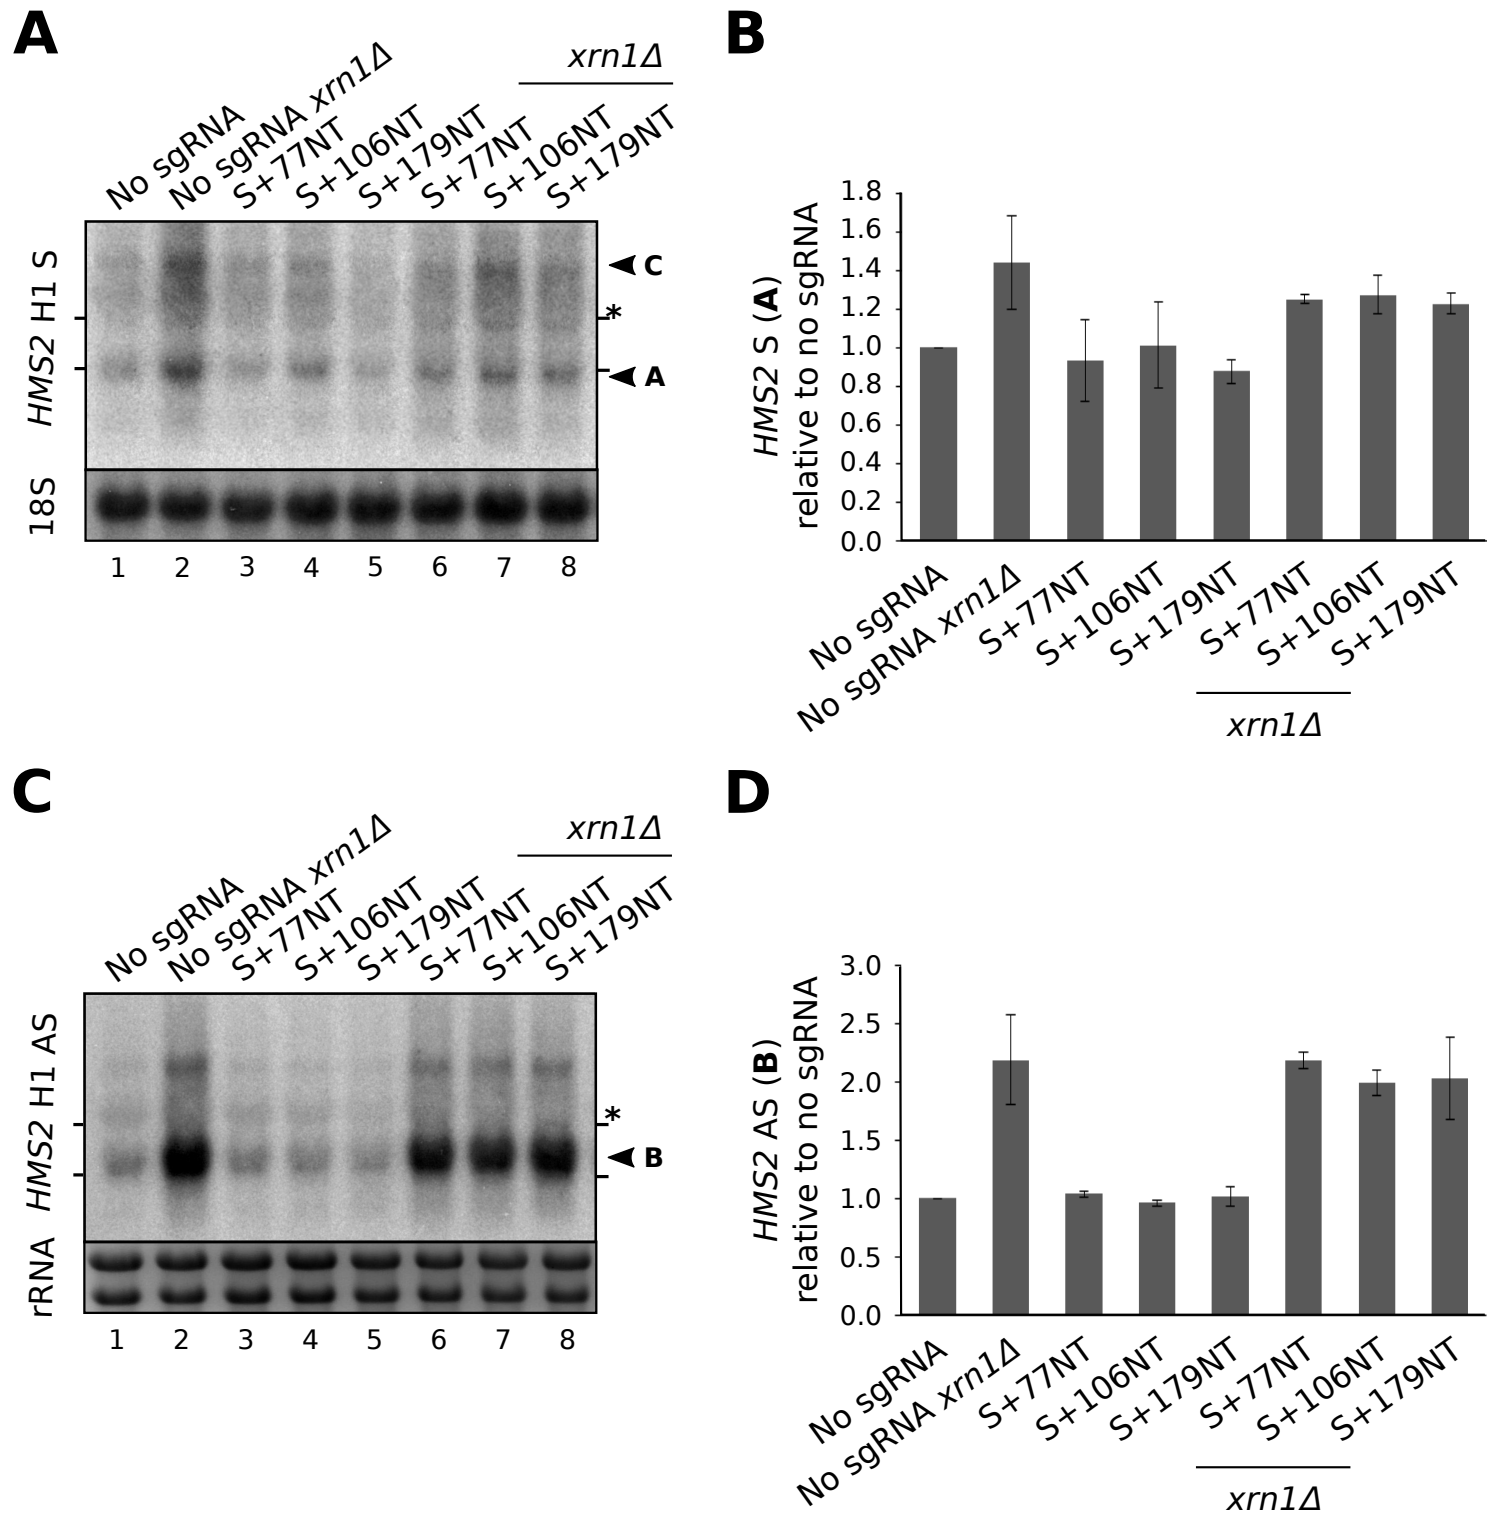 A
xrn1Δ
No sgRNA
No sgRNA xrn1Δ
S+77NT
S+106NT
S+179NT
S+77NT
S+106NT
S+179NT
HMS2 H1 S
C
*
A
18S
1 2 3 4 5 6 7 8
B
HMS2 S (A)
relative to no sgRNA
1.8
1.6
1.4
1.2
1.0
0.8
0.6
0.4
0.2
0.0
No sgRNA
No sgRNA xrn1Δ
S+77NT
S+106NT
S+179NT
S+77NT
S+106NT
S+179NT
xrn1Δ
C
xrn1Δ
No sgRNA
No sgRNA xrn1Δ
S+77NT
S+106NT
S+179NT
S+77NT
S+106NT
S+179NT
HMS2 H1 AS
*
B
rRNA
1 2 3 4 5 6 7 8
D
HMS2 AS (B)
relative to no sgRNA
3.0
2.5
2.0
1.5
1.0
0.5
0.0
No sgRNA
No sgRNA xrn1Δ
S+77NT
S+106NT
S+179NT
S+77NT
S+106NT
S+179NT
xrn1Δ